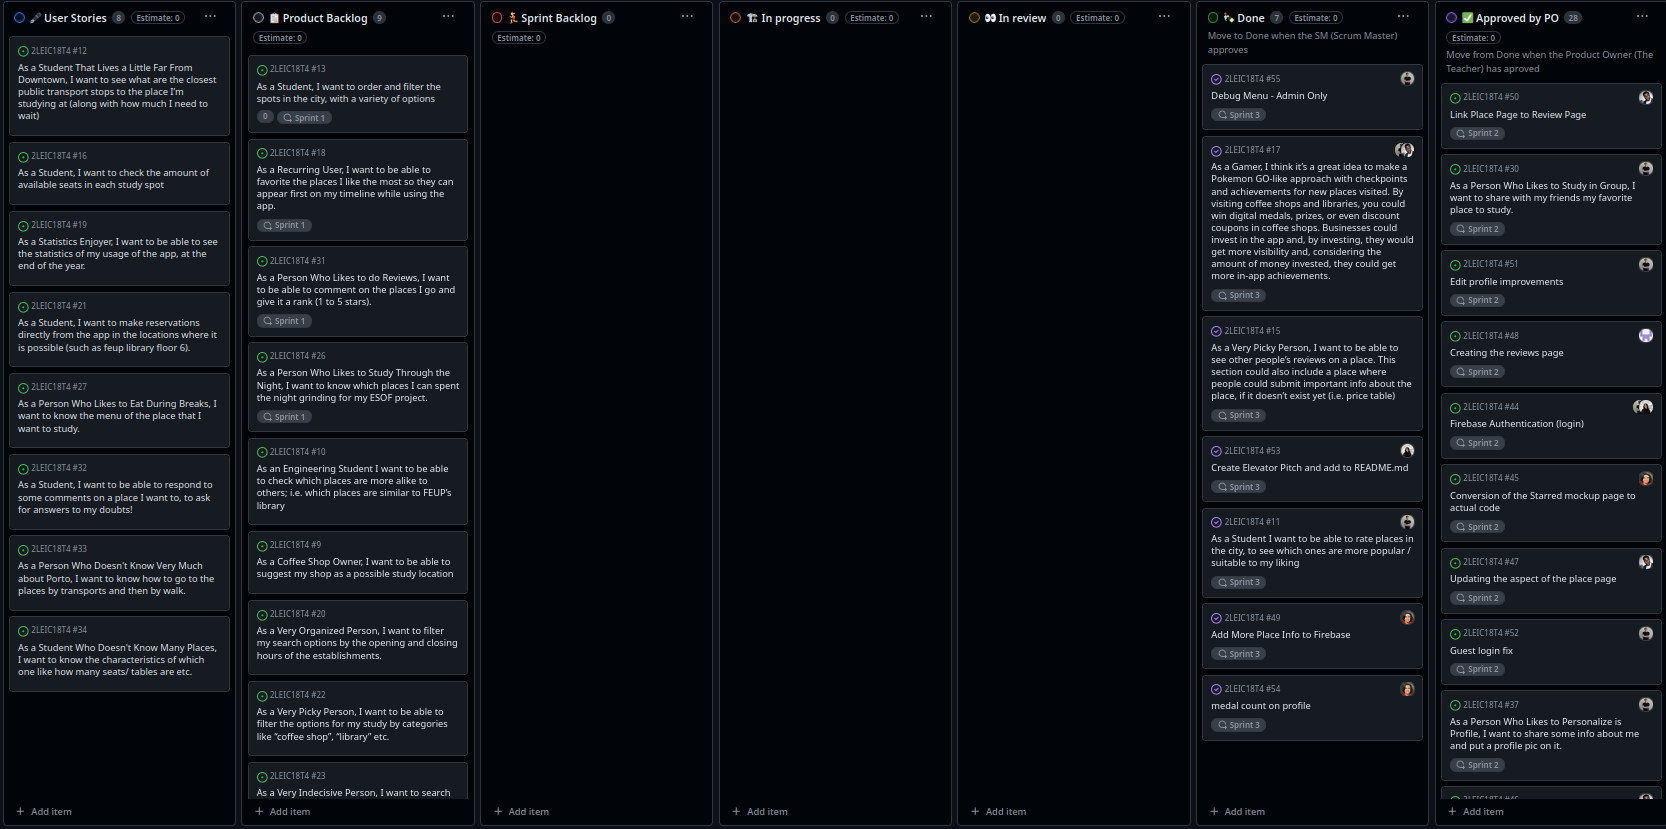 User Stories 8 Estimate: 0
2LEIC18T4 #12
As a Student That Lives a Little Far From
Downtown, I want to see what are the closest
public transport stops to the place I'm
studying at (along with how much I need to
wait)
2LEIC18T4 #16
As a Student, I want to check the amount of
available seats in each study spot
2LEIC18T4 #19
As a Statistics Enjoyer, I want to be able to see
the statistics of my usage of the app, at the
end of the year.
2LEIC18T4 #21
As a Student, I want to make reservations
directly from the app in the locations where it
is possible (such as feup library floor 6).
2LEIC18T4 #27
As a Person Who Likes to Eat During Breaks, I
want to know the menu of the place that I
want to study.
2LEIC18T4 #32
As a Student, I want to be able to respond to
some comments on a place I want to, to ask
for answers to my doubts!
2LEIC18T4 #33
As a Person Who Doesn't Know Very Much
about Porto, I want to know how to go to the
places by transports and then by walk.
2LEIC18T4 #34
As a Student Who Doesn't Know Many Places,
I want to know the characteristics of which
one like how many seats/ tables are etc.
+ Add item
Product Backlog 9
Estimate: 0
2LEIC18T4 #13
As a Student, I want to order and filter the
spots in the city, with a variety of options
0 Sprint 1
2LEIC18T4 #18
As a Recurring User, I want to be able to
favorite the places I like the most so they can
appear first on my timeline while using the
app.
Sprint 1
2LEIC18T4 #31
As a Person Who Likes to do Reviews, I want
to be able to comment on the places I go and
give it a rank (1 to 5 stars).
Sprint 1
2LEIC18T4 #26
As a Person Who Likes to Study Through the
Night, I want to know which places I can spent
the night grinding for my ESOF project.
Sprint 1
2LEIC18T4 #10
As an Engineering Student I want to be able
to check which places are more alike to
others; i.e. which places are similar to FEUP's
library
2LEIC18T4 #9
As a Coffee Shop Owner, I want to be able to
suggest my shop as a possible study location
2LEIC18T4 #20
As a Very Organized Person, I want to filter
my search options by the opening and closing
hours of the establishments.
2LEIC18T4 #22
As a Very Picky Person, I want to be able to
filter the options for my study by categories
like "coffee shop", "library" etc.
2LEIC18T4 #23
As a Very Indecisive Person, I want to search
+ Add item
Sprint Backlog 0
Estimate: 0
+ Add item
In progress 0 Estimate: 0
+ Add item
In review 0 Estimate: 0
+ Add item
Done 7 Estimate: 0
Move to Done when the SM (Scrum Master)
approves
2LEIC18T4 #55
Debug Menu - Admin Only
Sprint 3
2LEIC18T4 #17
As a Gamer, I think it's a great idea to make a
Pokemon GO-like approach with checkpoints
and achievements for new places visited. By
visiting coffee shops and libraries, you could
win digital medals, prizes, or even discount
coupons in coffee shops. Businesses could
invest in the app and, by investing, they would
get more visibility and, considering the
amount of money invested, they could get
more in-app achievements.
Sprint 3
2LEIC18T4 #15
As a Very Picky Person, I want to be able to
see other people's reviews on a place. This
section could also include a place where
people could submit important info about the
place, if it doesn't exist yet (i.e. price table)
Sprint 3
2LEIC18T4 #53
Create Elevator Pitch and add to README.md
Sprint 3
2LEIC18T4 #11
As a Student I want to be able to rate places in
the city, to see which ones are more popular /
suitable to my liking
Sprint 3
2LEIC18T4 #49
Add More Place Info to Firebase
Sprint 3
2LEIC18T4 #54
medal count on profile
Sprint 3
+ Add item
Approved by PO 28
Estimate: 0
Move from Done when the Product Owner (The
Teacher) has aproved
2LEIC18T4 #50
Link Place Page to Review Page
Sprint 2
2LEIC18T4 #30
As a Person Who Likes to Study in Group, I
want to share with my friends my favorite
place to study.
Sprint 2
2LEIC18T4 #51
Edit profile improvements
Sprint 2
2LEIC18T4 #48
Creating the reviews page
Sprint 2
2LEIC18T4 #44
Firebase Authentication (login)
Sprint 2
2LEIC18T4 #45
Conversion of the Starred mockup page to
actual code
Sprint 2
2LEIC18T4 #47
Updating the aspect of the place page
Sprint 2
2LEIC18T4 #52
Guest login fix
Sprint 2
2LEIC18T4 #37
As a Person Who Likes to Personalize is
Profile, I want to share some info about me
and put a profile pic on it.
Sprint 2
+ Add item